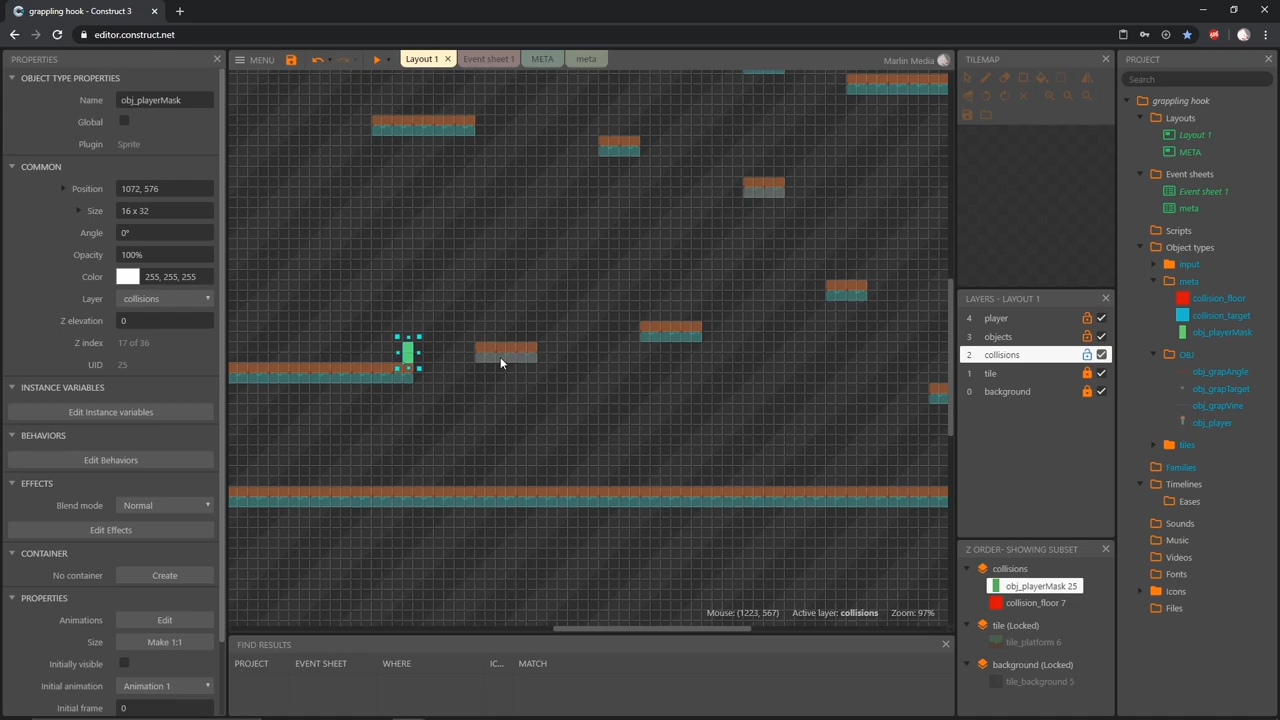 grappling hook - Construct 3
editor.construct.net
PROPERTIES
OBJECT TYPE PROPERTIES
Name obj_playerMask
Global
Plugin Sprite
COMMON
Position 1072, 576
Size 16 x 32
Angle 0°
Opacity 100%
Color 255, 255, 255
Layer collisions
Z elevation 0
Z index 17 of 36
UID 25
INSTANCE VARIABLES
Edit Instance variables
BEHAVIORS
Edit Behaviors
EFFECTS
Blend mode Normal
Edit Effects
CONTAINER
No container Create
PROPERTIES
Animations Edit
Size Make 1:1
Initially visible
Initial animation Animation 1
Initial frame 0
MENU
Layout 1
Event sheet 1
META
meta
Marlin Media
Mouse: (1223, 567) Active layer: collisions Zoom: 97%
FIND RESULTS
PROJECT EVENT SHEET WHERE IC... MATCH
TILEMAP
LAYERS - LAYOUT 1
4 player
3 objects
2 collisions
1 tile
0 background
Z ORDER- SHOWING SUBSET
collisions
obj_playerMask 25
collision_floor 7
tile (Locked)
tile_platform 6
background (Locked)
tile_background 5
PROJECT
Search
grappling hook
Layouts
Layout 1
META
Event sheets
Event sheet 1
meta
Scripts
Object types
input
meta
collision_floor
collision_target
obj_playerMask
OBJ
obj_grapAngle
obj_grapTarget
obj_grapVine
obj_player
tiles
Families
Timelines
Eases
Sounds
Music
Videos
Fonts
Icons
Files